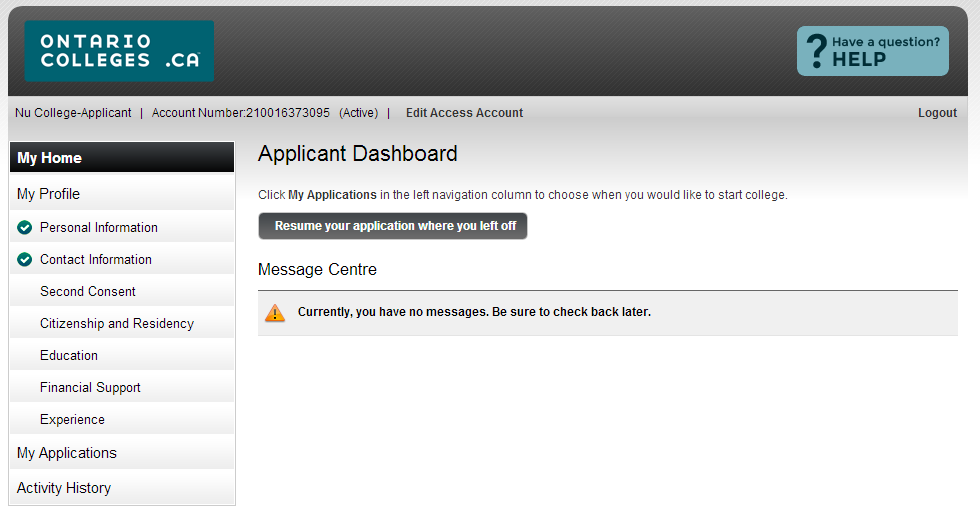 ONTARIO
COLLEGES .CA
? Have a question?
HELP
Nu College-Applicant | Account Number:210016373095 (Active) | Edit Access Account
Logout
My Home
My Profile
Personal Information
Contact Information
Second Consent
Citizenship and Residency
Education
Financial Support
Experience
My Applications
Activity History
Applicant Dashboard
Click My Applications in the left navigation column to choose when you would like to start college.
Resume your application where you left off
Message Centre
Currently, you have no messages. Be sure to check back later.